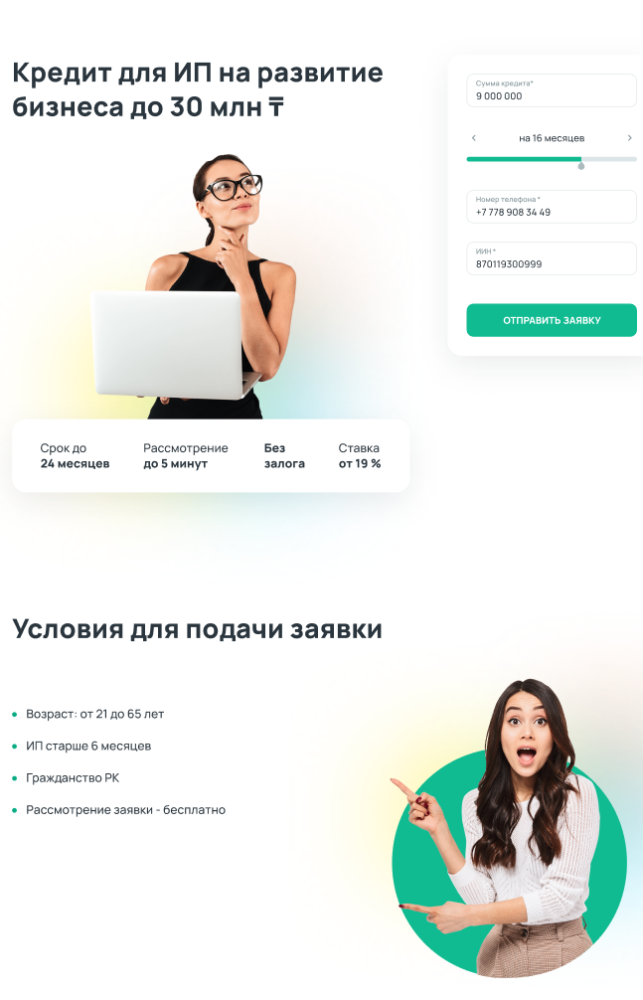 Кредит для ИП на развитие
бизнеса до 30 млн ₸
Сумма кредита*
9 000 000
на 16 месяцев
Номер телефона *
+7 778 908 34 49
ИИН *
870119300999
ОТПРАВИТЬ ЗАЯВКУ
Срок до
24 месяцев
Рассмотрение
до 5 минут
Без
залога
Ставка
от 19 %
Условия для подачи заявки
Возраст: от 21 до 65 лет
ИП старше 6 месяцев
Гражданство РК
Рассмотрение заявки - бесплатно